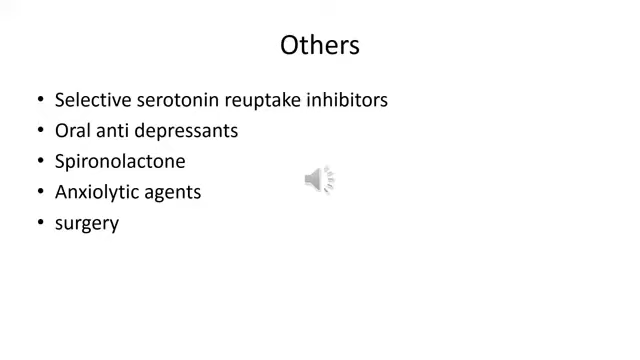 Others
• Selective serotonin reuptake inhibitors
• Oral anti depressants
• Spironolactone
• Anxiolytic agents
• surgery